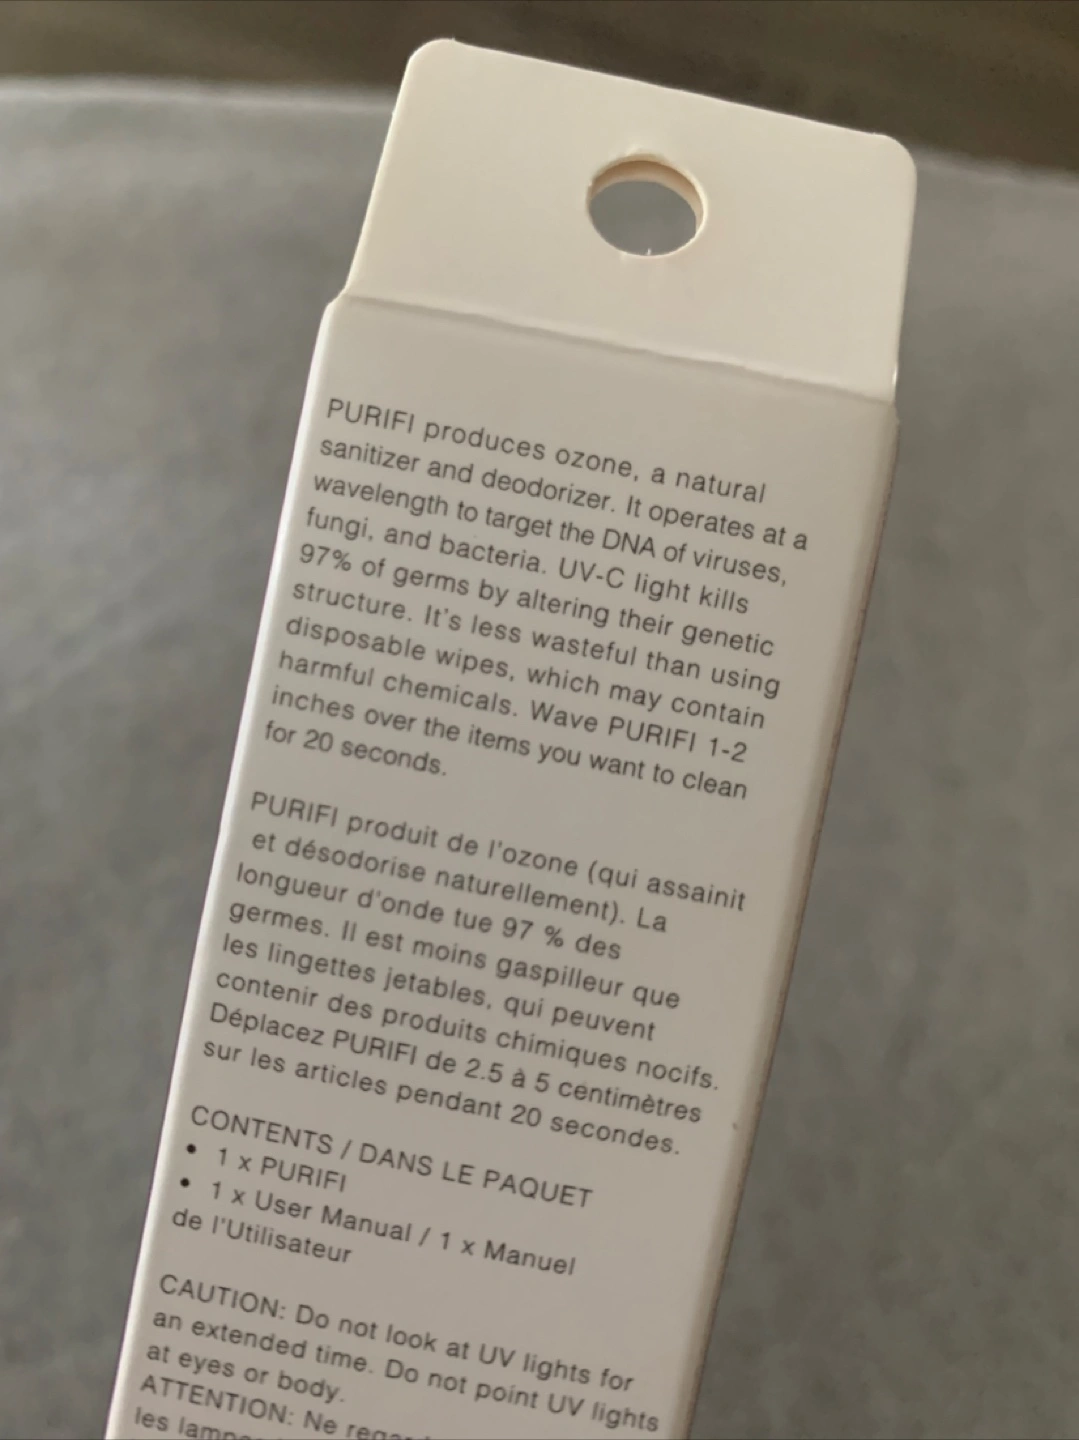 PURIFI produces ozone, a natural
sanitizer and deodorizer. It operates at a
wavelength to target the DNA of viruses,
fungi, and bacteria. UV-C light kills
97% of germs by altering their genetic
structure. It's less wasteful than using
disposable wipes, which may contain
harmful chemicals. Wave PURIFI 1-2
inches over the items you want to clean
for 20 seconds.
PURIFI produit de l'ozone (qui assainit
et désodorise naturellement). La
longueur d'onde tue 97 % des
germes. Il est moins gaspilleur que
les lingettes jetables, qui peuvent
contenir des produits chimiques nocifs.
Déplacez PURIFI de 2.5 à 5 centimètres
sur les articles pendant 20 secondes.
CONTENTS / DANS LE PAQUET
• 1 x PURIFI
• 1 x User Manual / 1 x Manuel
de l'Utilisateur
CAUTION: Do not look at UV lights for
an extended time. Do not point UV lights
at eyes or body.
ATTENTION: Ne
les